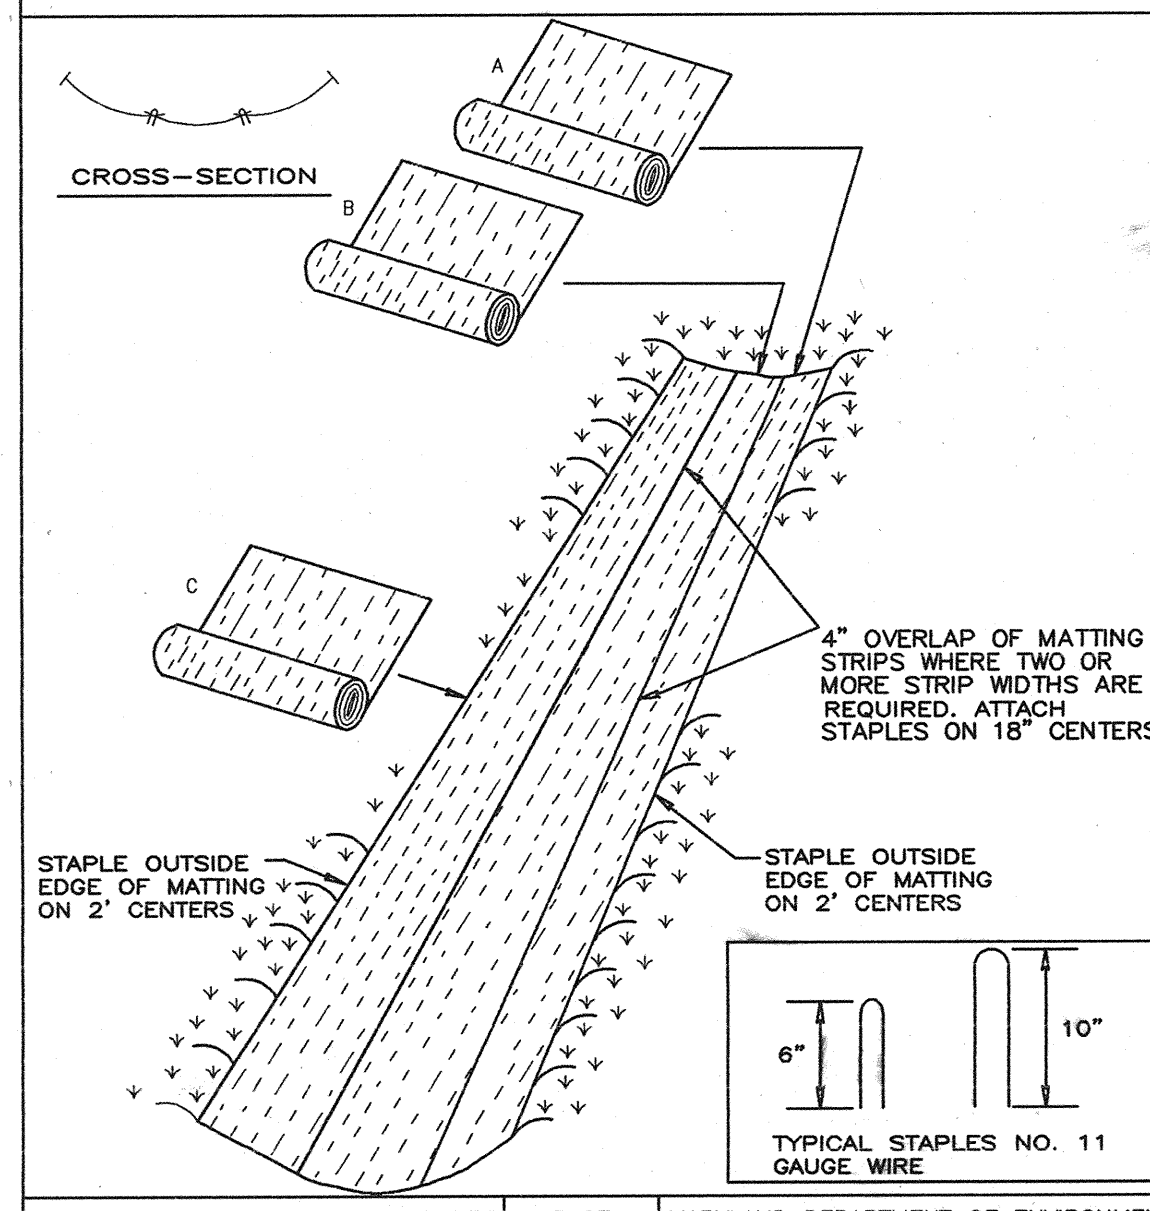 A
CROSS-SECTION
B
C
4" OVERLAP OF MATTING
STRIPS WHERE TWO OR
MORE STRIP WIDTHS ARE
REQUIRED. ATTACH
STAPLES ON 18" CENTERS
STAPLE OUTSIDE
EDGE OF MATTING
ON 2' CENTERS
STAPLE OUTSIDE
EDGE OF MATTING
ON 2' CENTERS
6"
10"
TYPICAL STAPLES NO. 11
GAUGE WIRE